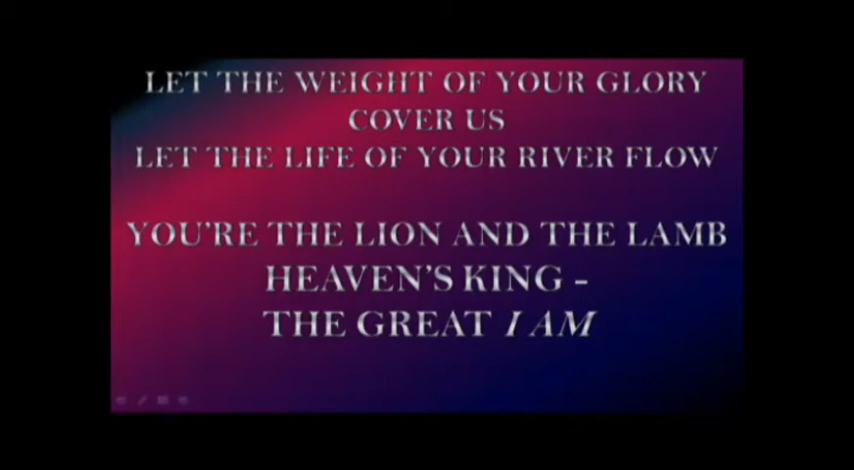 LET THE WEIGHT OF YOUR GLORY
COVER US
LET THE LIFE OF YOUR RIVER FLOW
YOU'RE THE LION AND THE LAMB
HEAVEN'S KING -
THE GREAT I AM